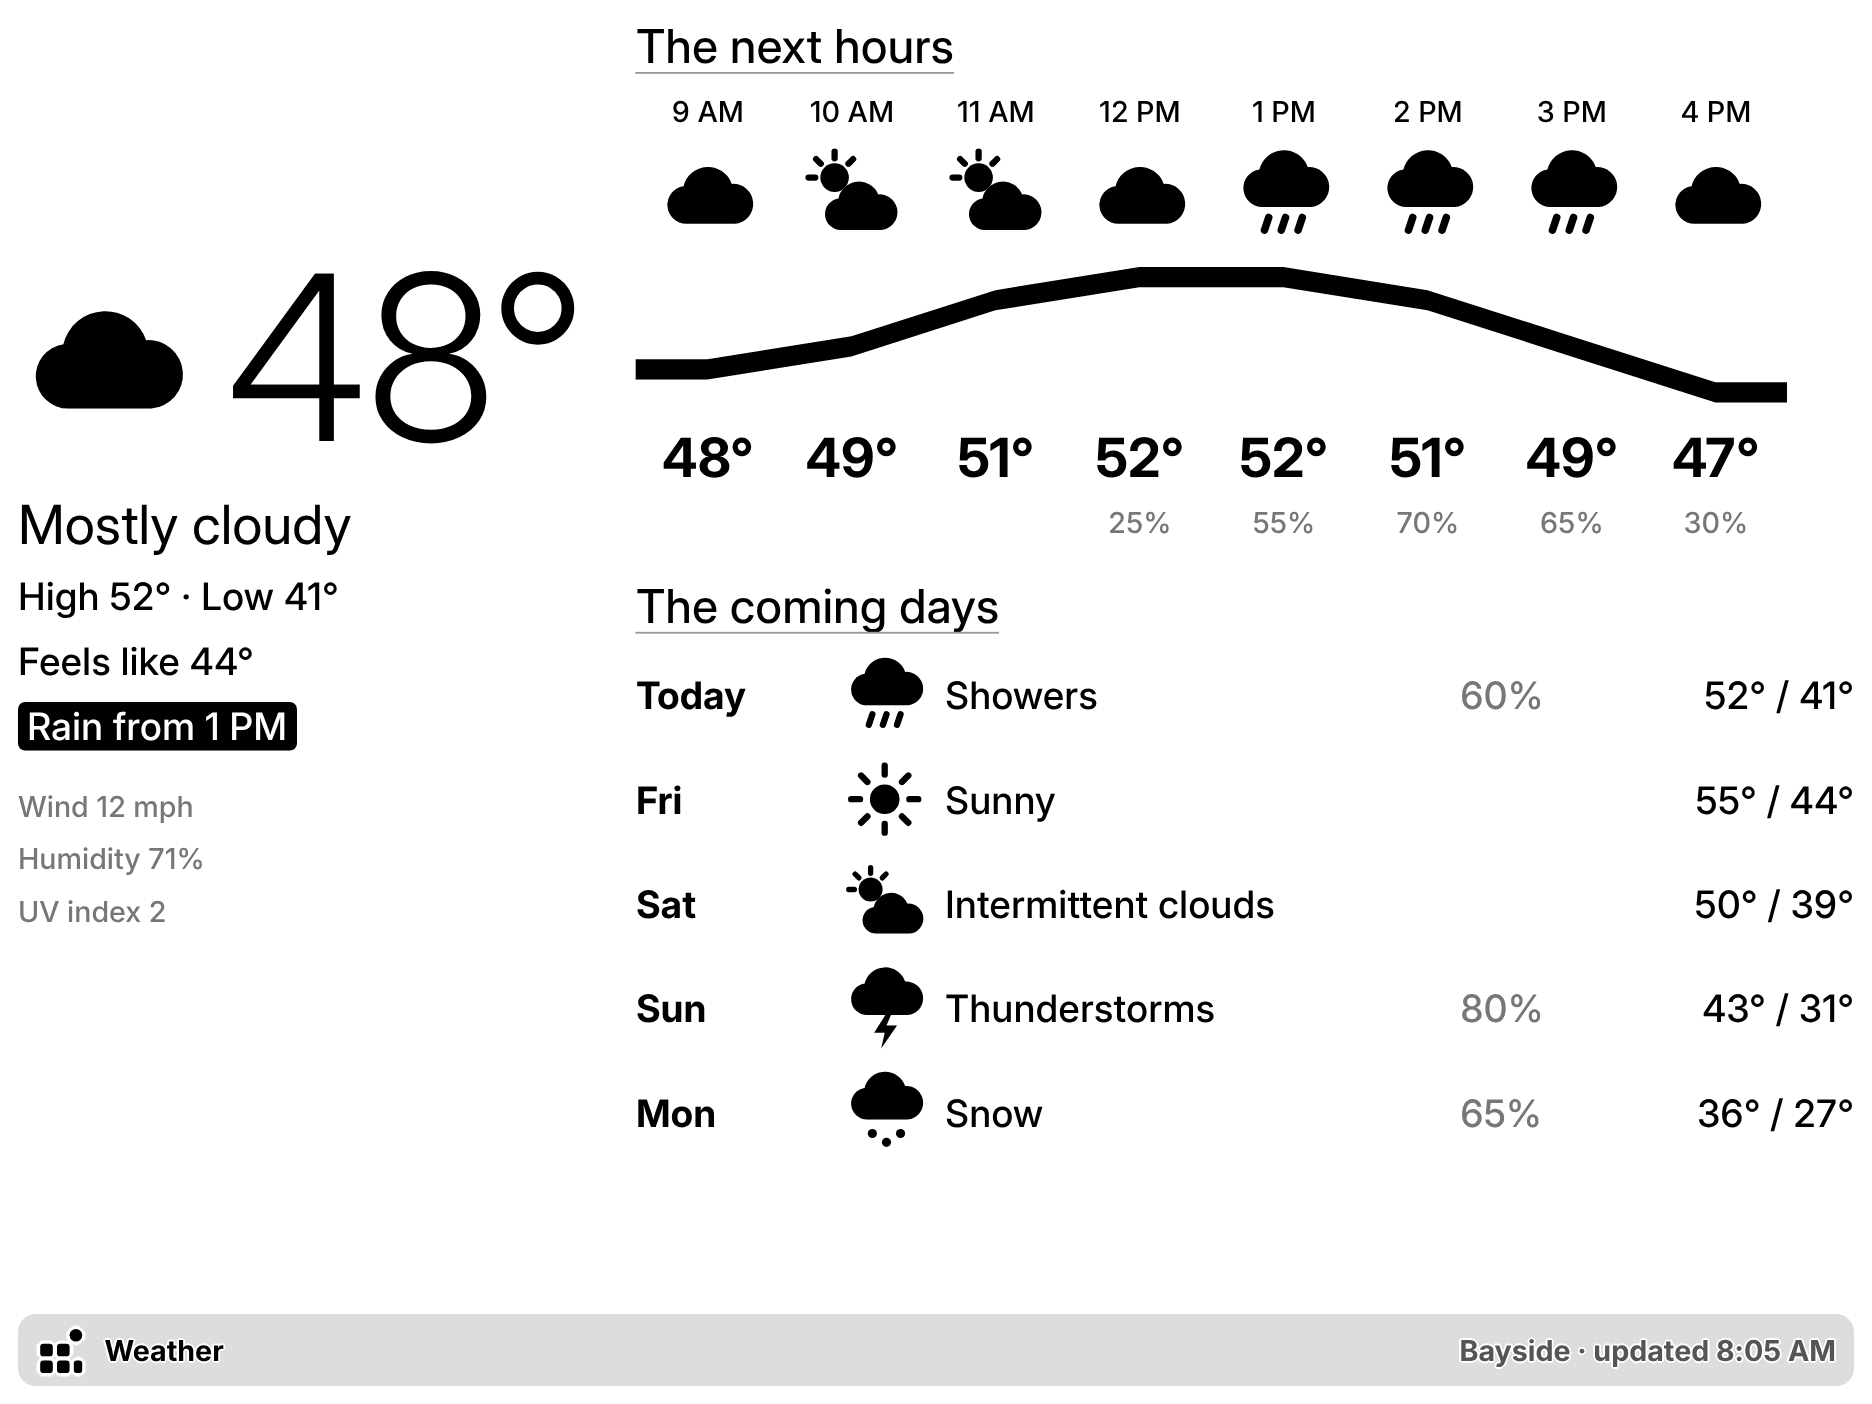 48°
Mostly cloudy
High 52° · Low 41°
Feels like 44°
Rain from 1 PM
Wind 12 mph
Humidity 71%
UV index 2
The next hours
9 AM 10 AM 11 AM 12 PM 1 PM 2 PM 3 PM 4 PM
48° 49° 51° 52° 52° 51° 49° 47°
25% 55% 70% 65% 30%
The coming days
Today Showers 60% 52° / 41°
Fri Sunny 55° / 44°
Sat Intermittent clouds 50° / 39°
Sun Thunderstorms 80% 43° / 31°
Mon Snow 65% 36° / 27°
Weather Bayside · updated 8:05 AM